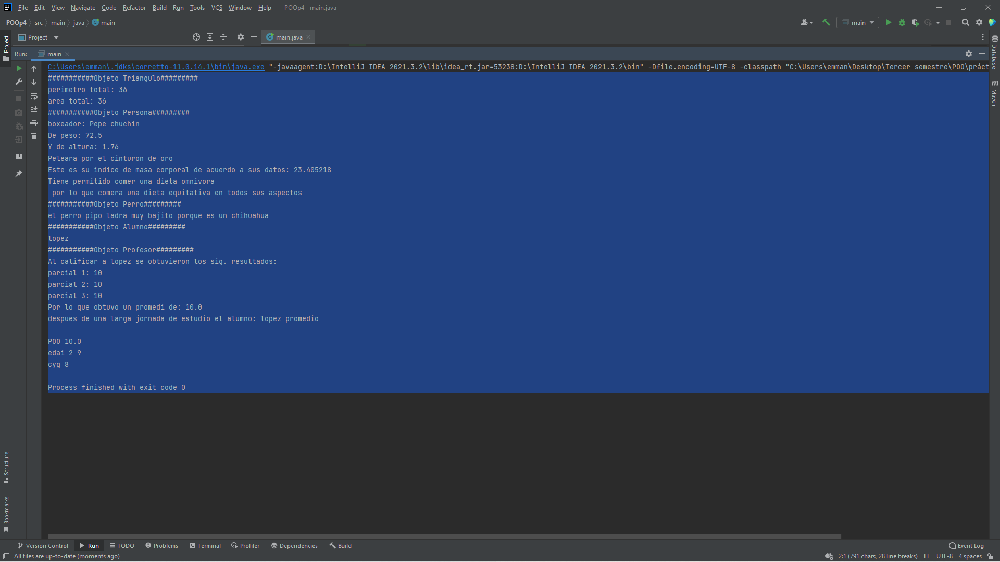 File Edit View Navigate Code Refactor Build Run Tools VCS Window Help POOp4 - main.java
POOp4 src main java main
main
Project
main.java
Project
Run: main
Database
Maven
C:\Users\emman\.jdks\corretto-11.0.14.1\bin\java.exe "-javaagent:D:\IntelliJ IDEA 2021.3.2\lib\idea_rt.jar=53238:D:\IntelliJ IDEA 2021.3.2\bin" -Dfile.encoding=UTF-8 -classpath "C:\Users\emman\Desktop\Tercer semestre\POO\práct
###########Objeto Triangulo#########
perimetro total: 36
area total: 36
###########Objeto Persona#########
boxeador: Pepe chuchin
De peso: 72.5
Y de altura: 1.76
Peleara por el cinturon de oro
Este es su indice de masa corporal de acuerdo a sus datos: 23.405218
Tiene permitido comer una dieta omnivora
 por lo que comera una dieta equitativa en todos sus aspectos
###########Objeto Perro#########
el perro pipo ladra muy bajito porque es un chihuahua
###########Objeto Alumno#########
lopez
###########Objeto Profesor#########
Al calificar a lopez se obtuvieron los sig. resultados:
parcial 1: 10
parcial 2: 10
parcial 3: 10
Por lo que obtuvo un promedi de: 10.0
despues de una larga jornada de estudio el alumno: lopez promedio
POO 10.0
edai 2 9
cyg 8
Process finished with exit code 0
Structure
Bookmarks
Version Control Run TODO Problems Terminal Profiler Dependencies Build Event Log
All files are up-to-date (moments ago) 2:1 (791 chars, 28 line breaks) LF UTF-8 4 spaces